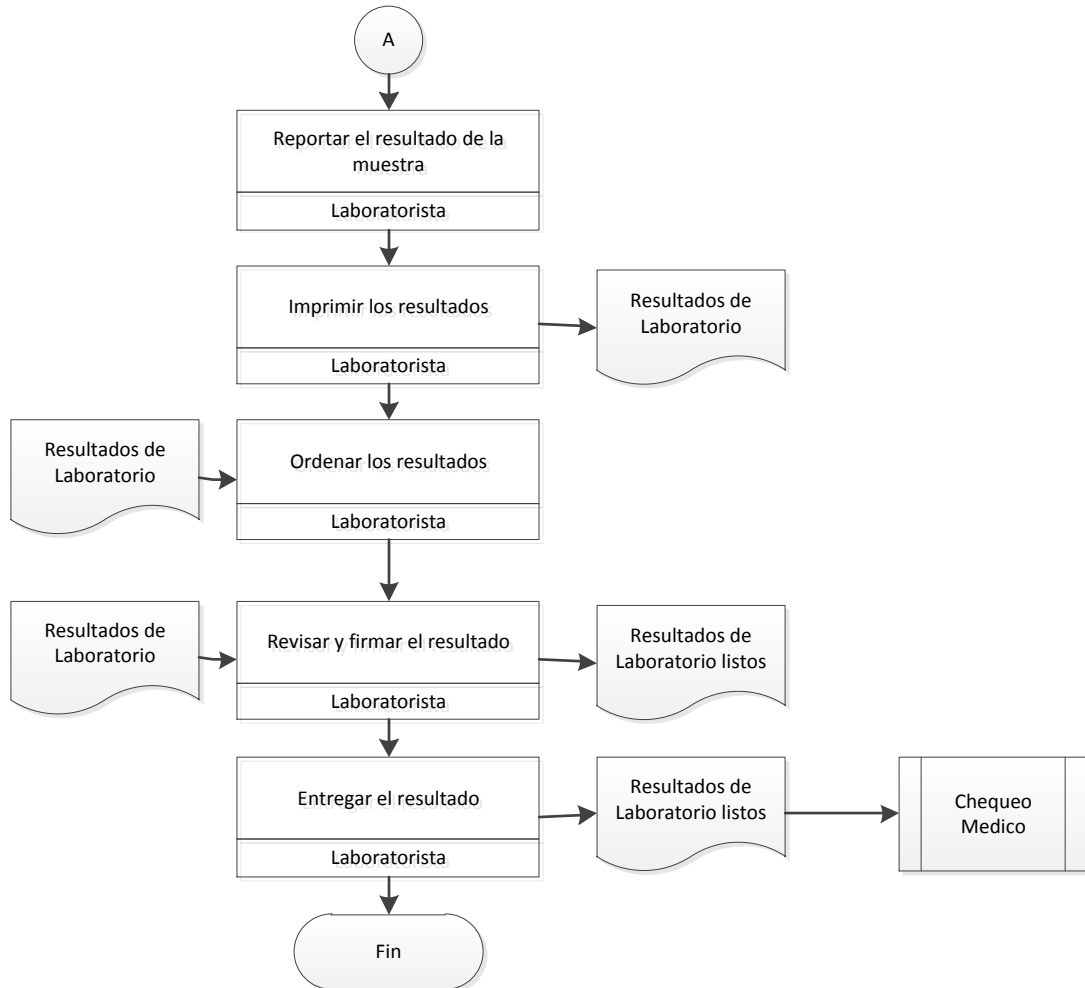 A
Reportar el resultado de la
muestra
Laboratorista
Imprimir los resultados
Laboratorista
Resultados de
Laboratorio
Resultados de
Laboratorio
Ordenar los resultados
Laboratorista
Resultados de
Laboratorio
Revisar y firmar el resultado
Laboratorista
Resultados de
Laboratorio listos
Entregar el resultado
Laboratorista
Resultados de
Laboratorio listos
Chequeo
Medico
Fin